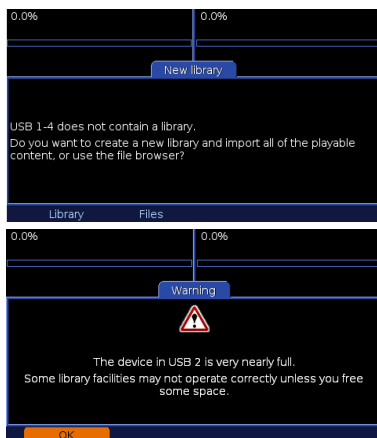 0.0% 0.0%
New library
USB 1-4 does not contain a library.
Do you want to create a new library and import all of the playable
content, or use the file browser?
Library Files
0.0% 0.0%
Warning
The device in USB 2 is very nearly full.
Some library facilities may not operate correctly unless you free
some space.
OK